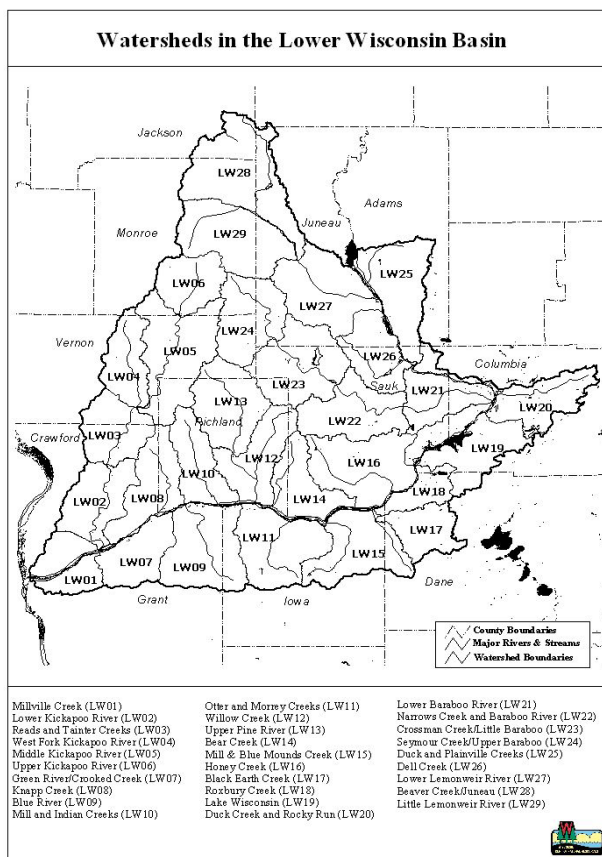 Watersheds in the Lower Wisconsin Basin
Jackson
LW28
Adams
Juneau
Monroe
LW29
LW25
LW06
LW27
LW24
Vernon
LW05
LW26
Columbia
LW04
LW23
Sauk
LW21
LW13
LW20
Richland
LW22
Crawford
LW03
LW19
LW12
LW16
LW10
LW18
LW02
LW08
LW14
LW17
LW11
LW15
LW07
LW09
LW01
Dane
Grant
Iowa
County Boundaries
Major Rivers & Streams
Watershed Boundaries
Millville Creek (LW01)
Lower Kickapoo River (LW02)
Reads and Tainter Creeks (LW03)
West Fork Kickapoo River (LW04)
Middle Kickapoo River (LW05)
Upper Kickapoo River (LW06)
Green River/Crooked Creek (LW07)
Knapp Creek (LW08)
Blue River (LW09)
Mill and Indian Creeks (LW10)
Otter and Morrey Creeks (LW11)
Willow Creek (LW12)
Upper Pine River (LW13)
Bear Creek (LW14)
Mill & Blue Mounds Creek (LW15)
Honey Creek (LW16)
Black Earth Creek (LW17)
Roxbury Creek (LW18)
Lake Wisconsin (LW19)
Duck Creek and Rocky Run (LW20)
Lower Baraboo River (LW21)
Narrows Creek and Baraboo River (LW22)
Crossman Creek/Little Baraboo (LW23)
Seymour Creek/Upper Baraboo (LW24)
Duck and Plainville Creeks (LW25)
Dell Creek (LW26)
Lower Lemonweir River (LW27)
Beaver Creek/Juneau (LW28)
Little Lemonweir River (LW29)